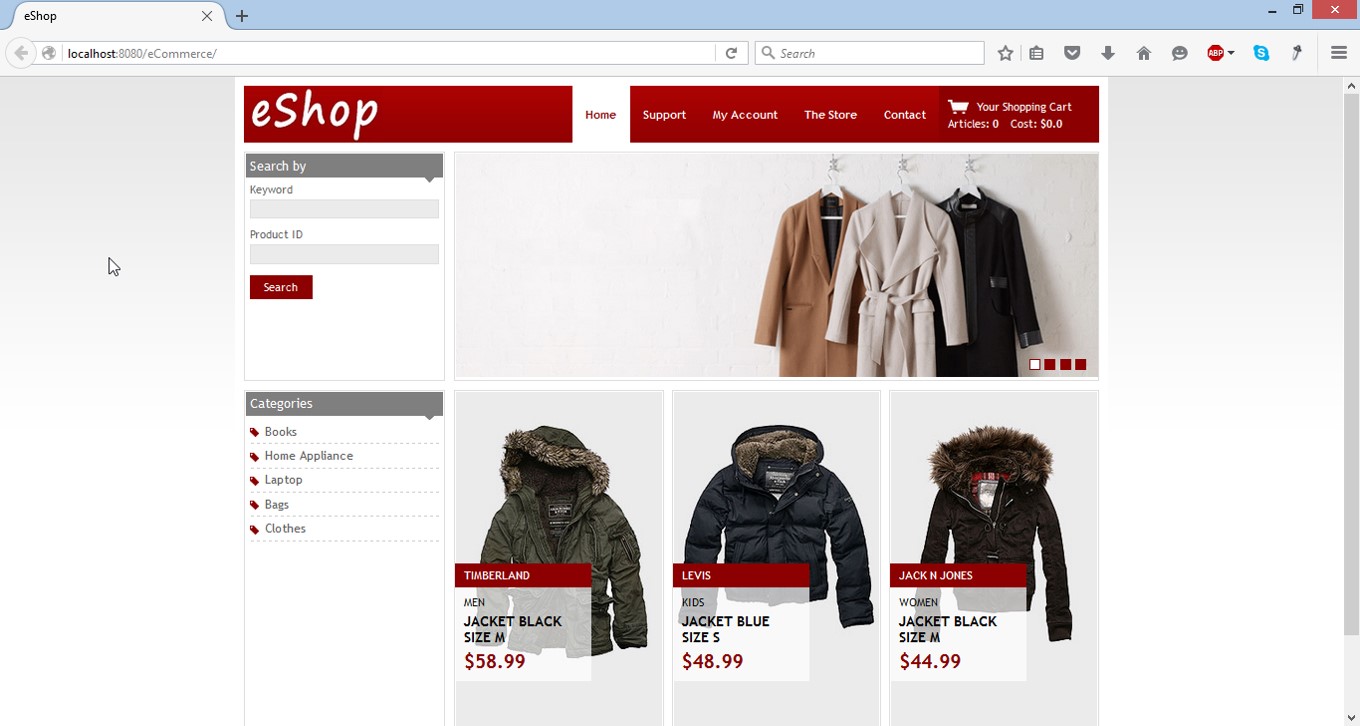 eShop
localhost:8080/eCommerce/
Search
ABP
eShop
Home
Support
My Account
The Store
Contact
Your Shopping Cart
Articles: 0 Cost: $0.0
Search by
Keyword
Product ID
Search
Categories
Books
Home Appliance
Laptop
Bags
Clothes
TIMBERLAND
MEN
JACKET BLACK
SIZE M
$58.99
LEVIS
KIDS
JACKET BLUE
SIZE S
$48.99
JACK N JONES
WOMEN
JACKET BLACK
SIZE M
$44.99